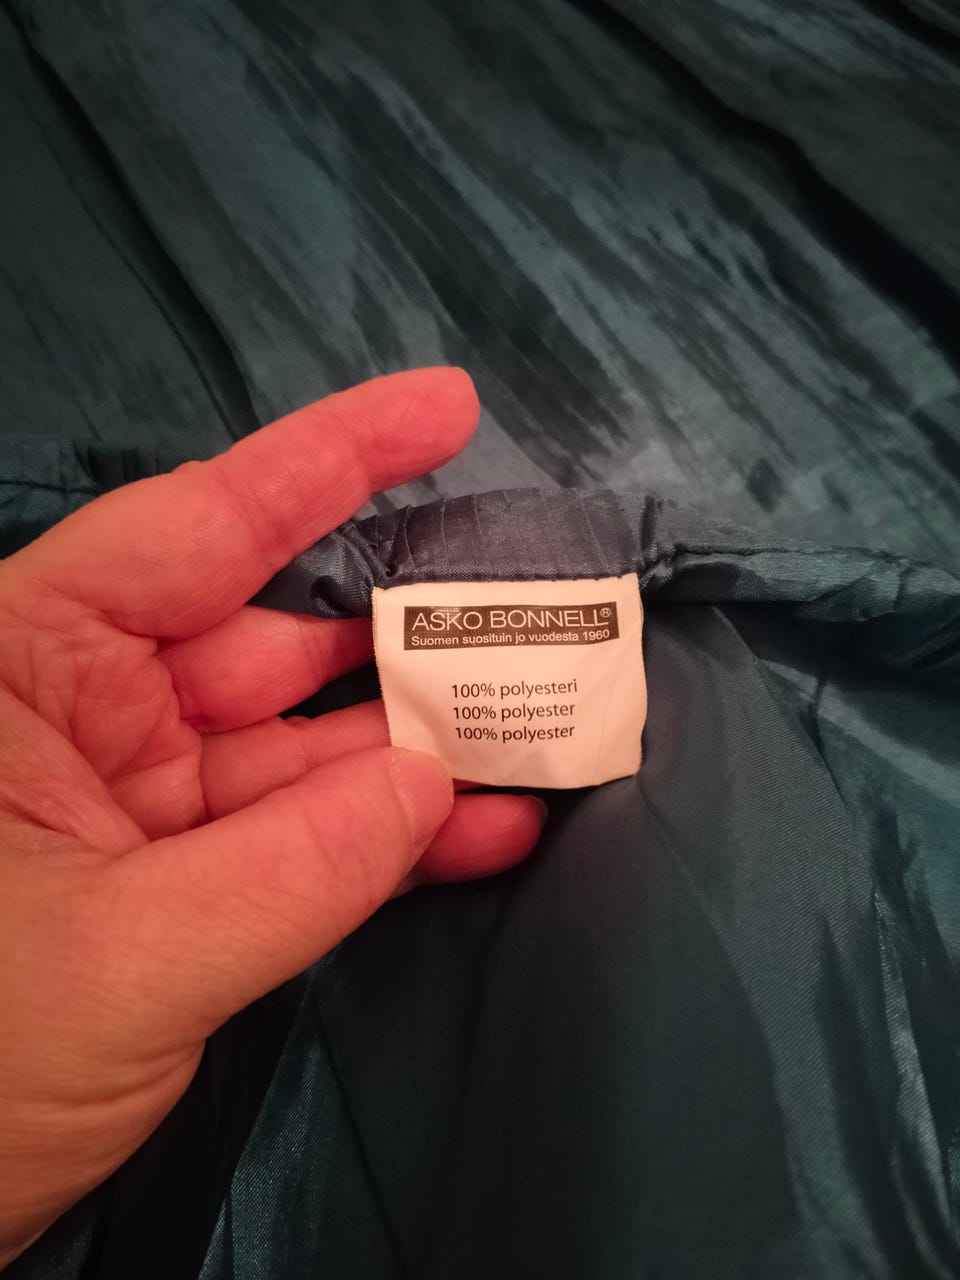 ASKO BONNELL®
Suomen suosituin jo vuodesta 1960
100% polyesteri
100% polyester
100% polyester